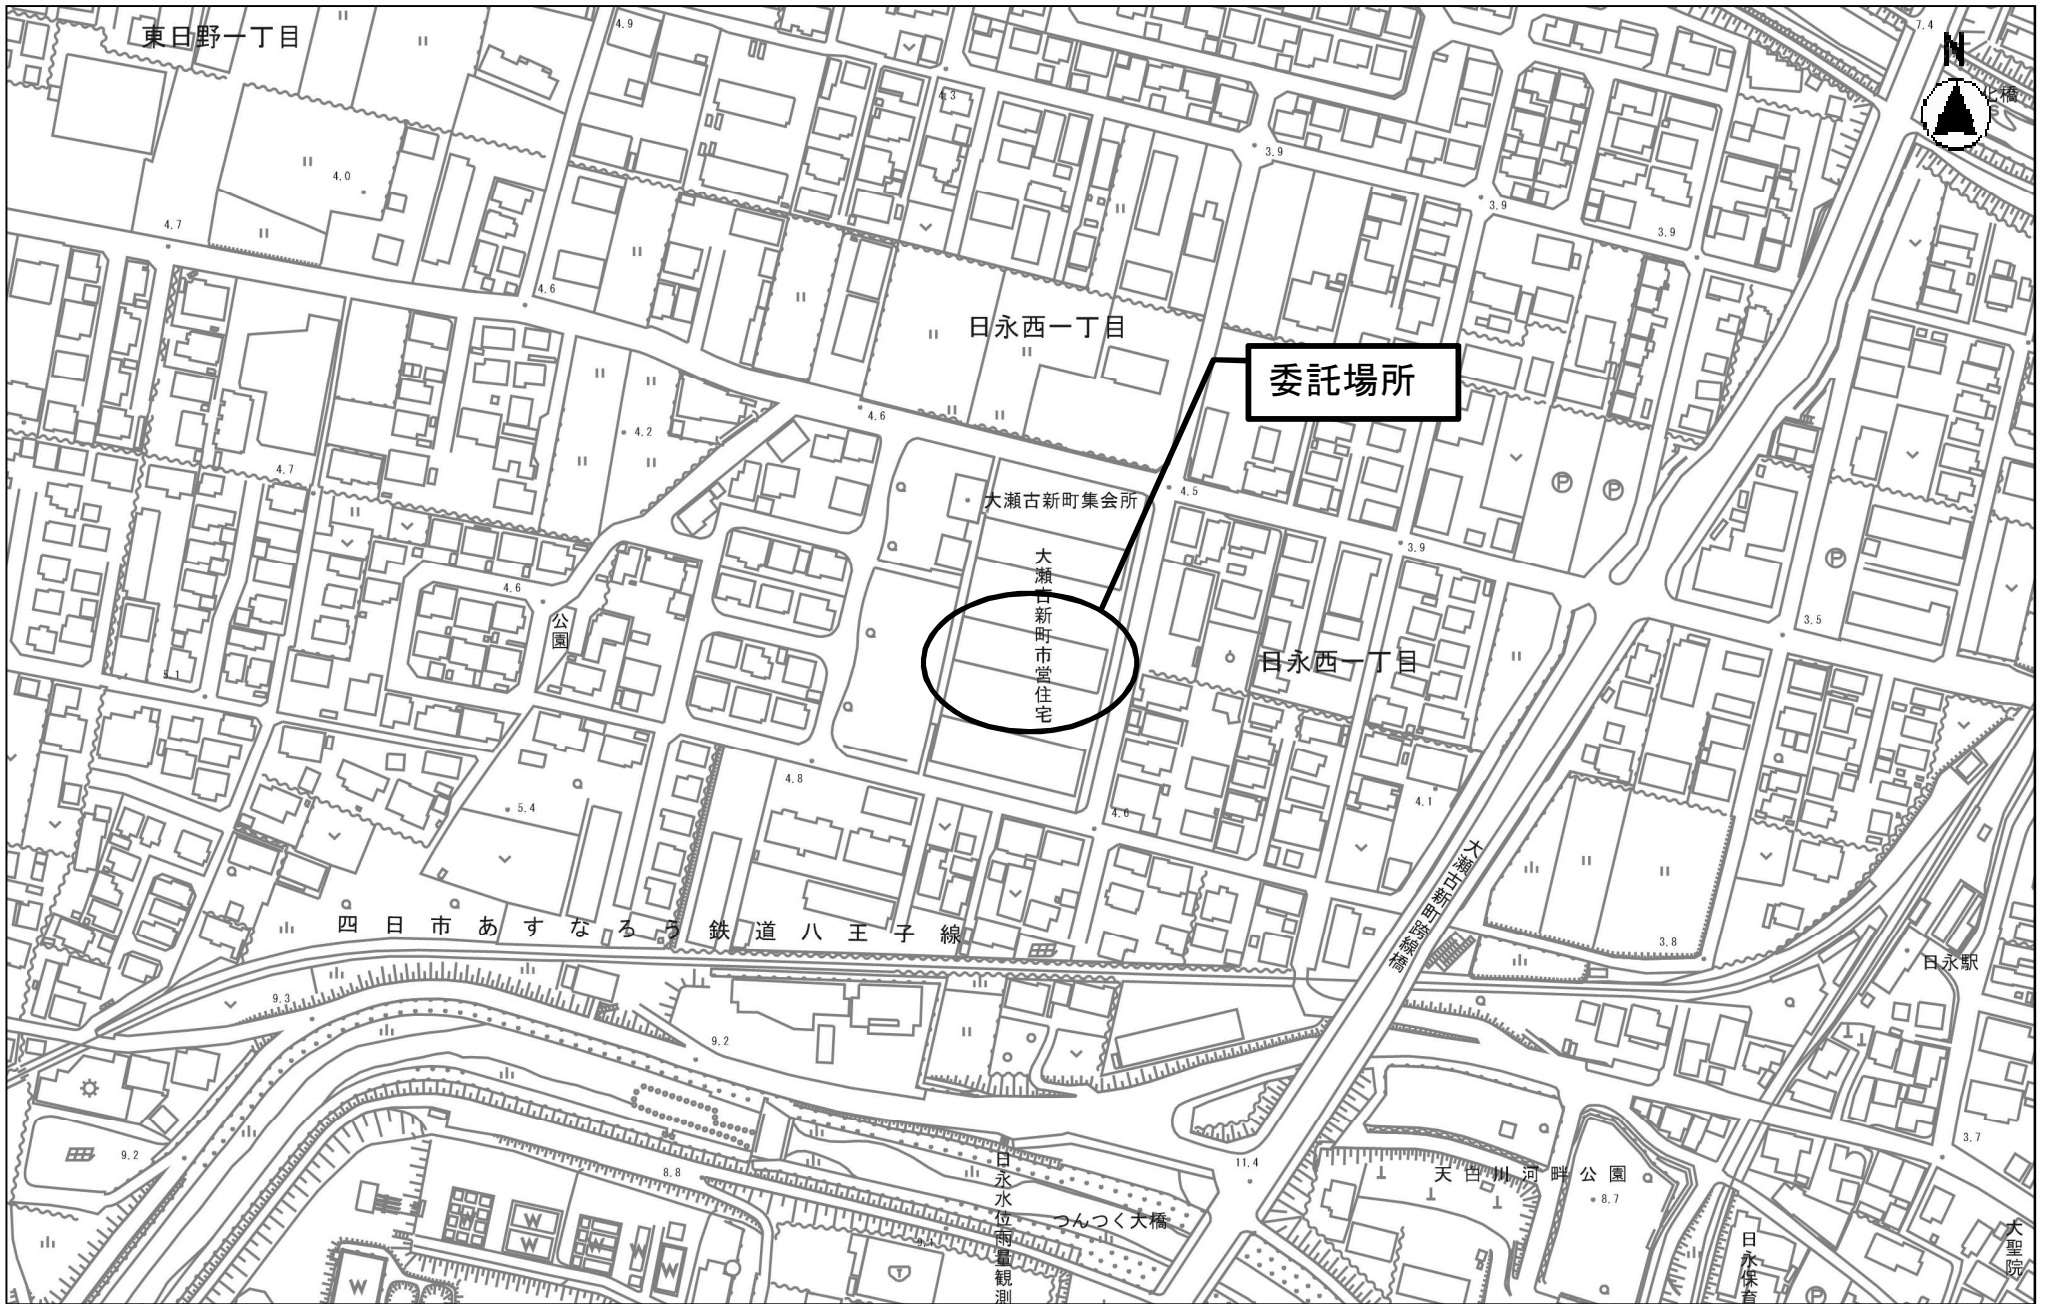 東日野一丁目
4.9
7.4
N
4.3
化橋
4.0
3.9
3.9
3.9
4.7
4.6
日永西一丁目
委託場所
4.6
4.2
4.7
4.5
大瀬古新町集会所
3.9
P
P
P
大瀬古新町市営住宅
4.6
公園
3.5
日永西一丁目
5.1
4.8
4.1
5.4
4.6
大瀬古新町跨線橋
四日市あすなろう鉄道八王子線
3.8
日永駅
9.3
9.2
9.2
8.8
11.4
3.7
天白川河畔公園
8.7
日永水位雨量観測
つんつく大橋
9.1
W
W
W
W
W
W
W
日永保育
大聖院
P